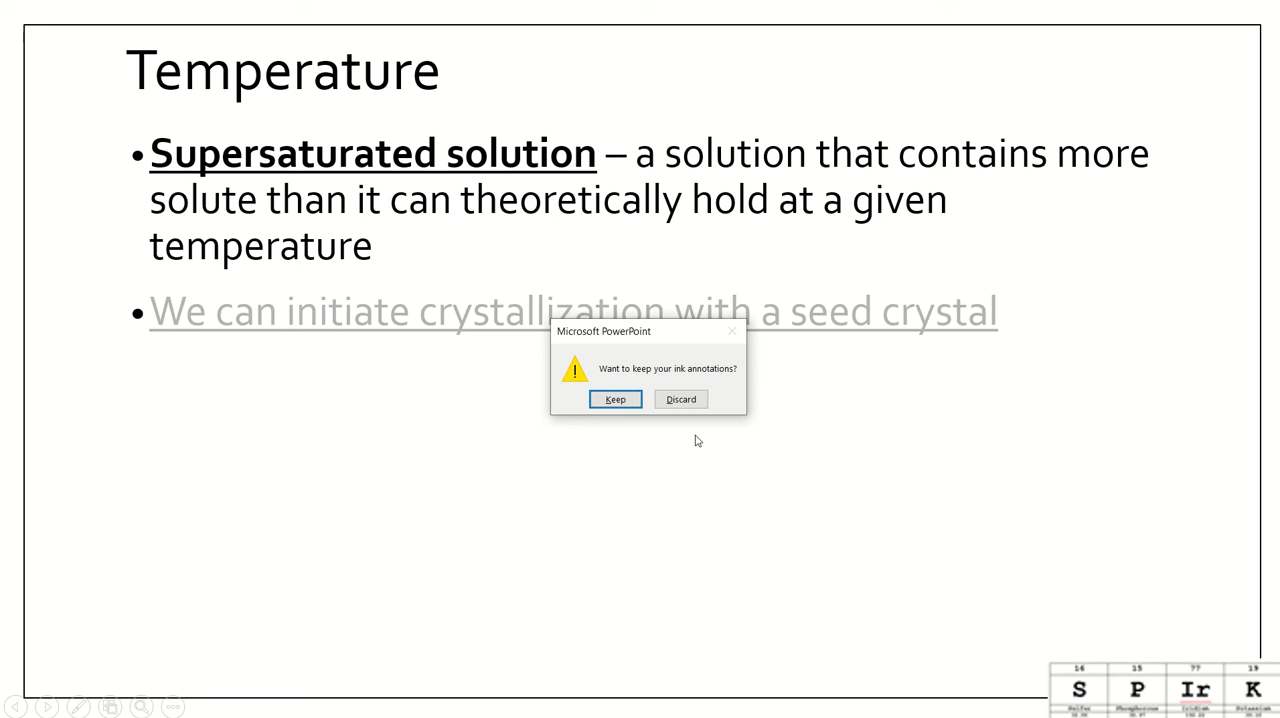 Temperature
• Supersaturated solution – a solution that contains more
solute than it can theoretically hold at a given
temperature
• We can initiate crystallization with a seed crystal
Microsoft PowerPoint
Want to keep your ink annotations?
Keep Discard
16 15 77 19
S P Ir K
Sulfur Phosphorous Iridium Potassium